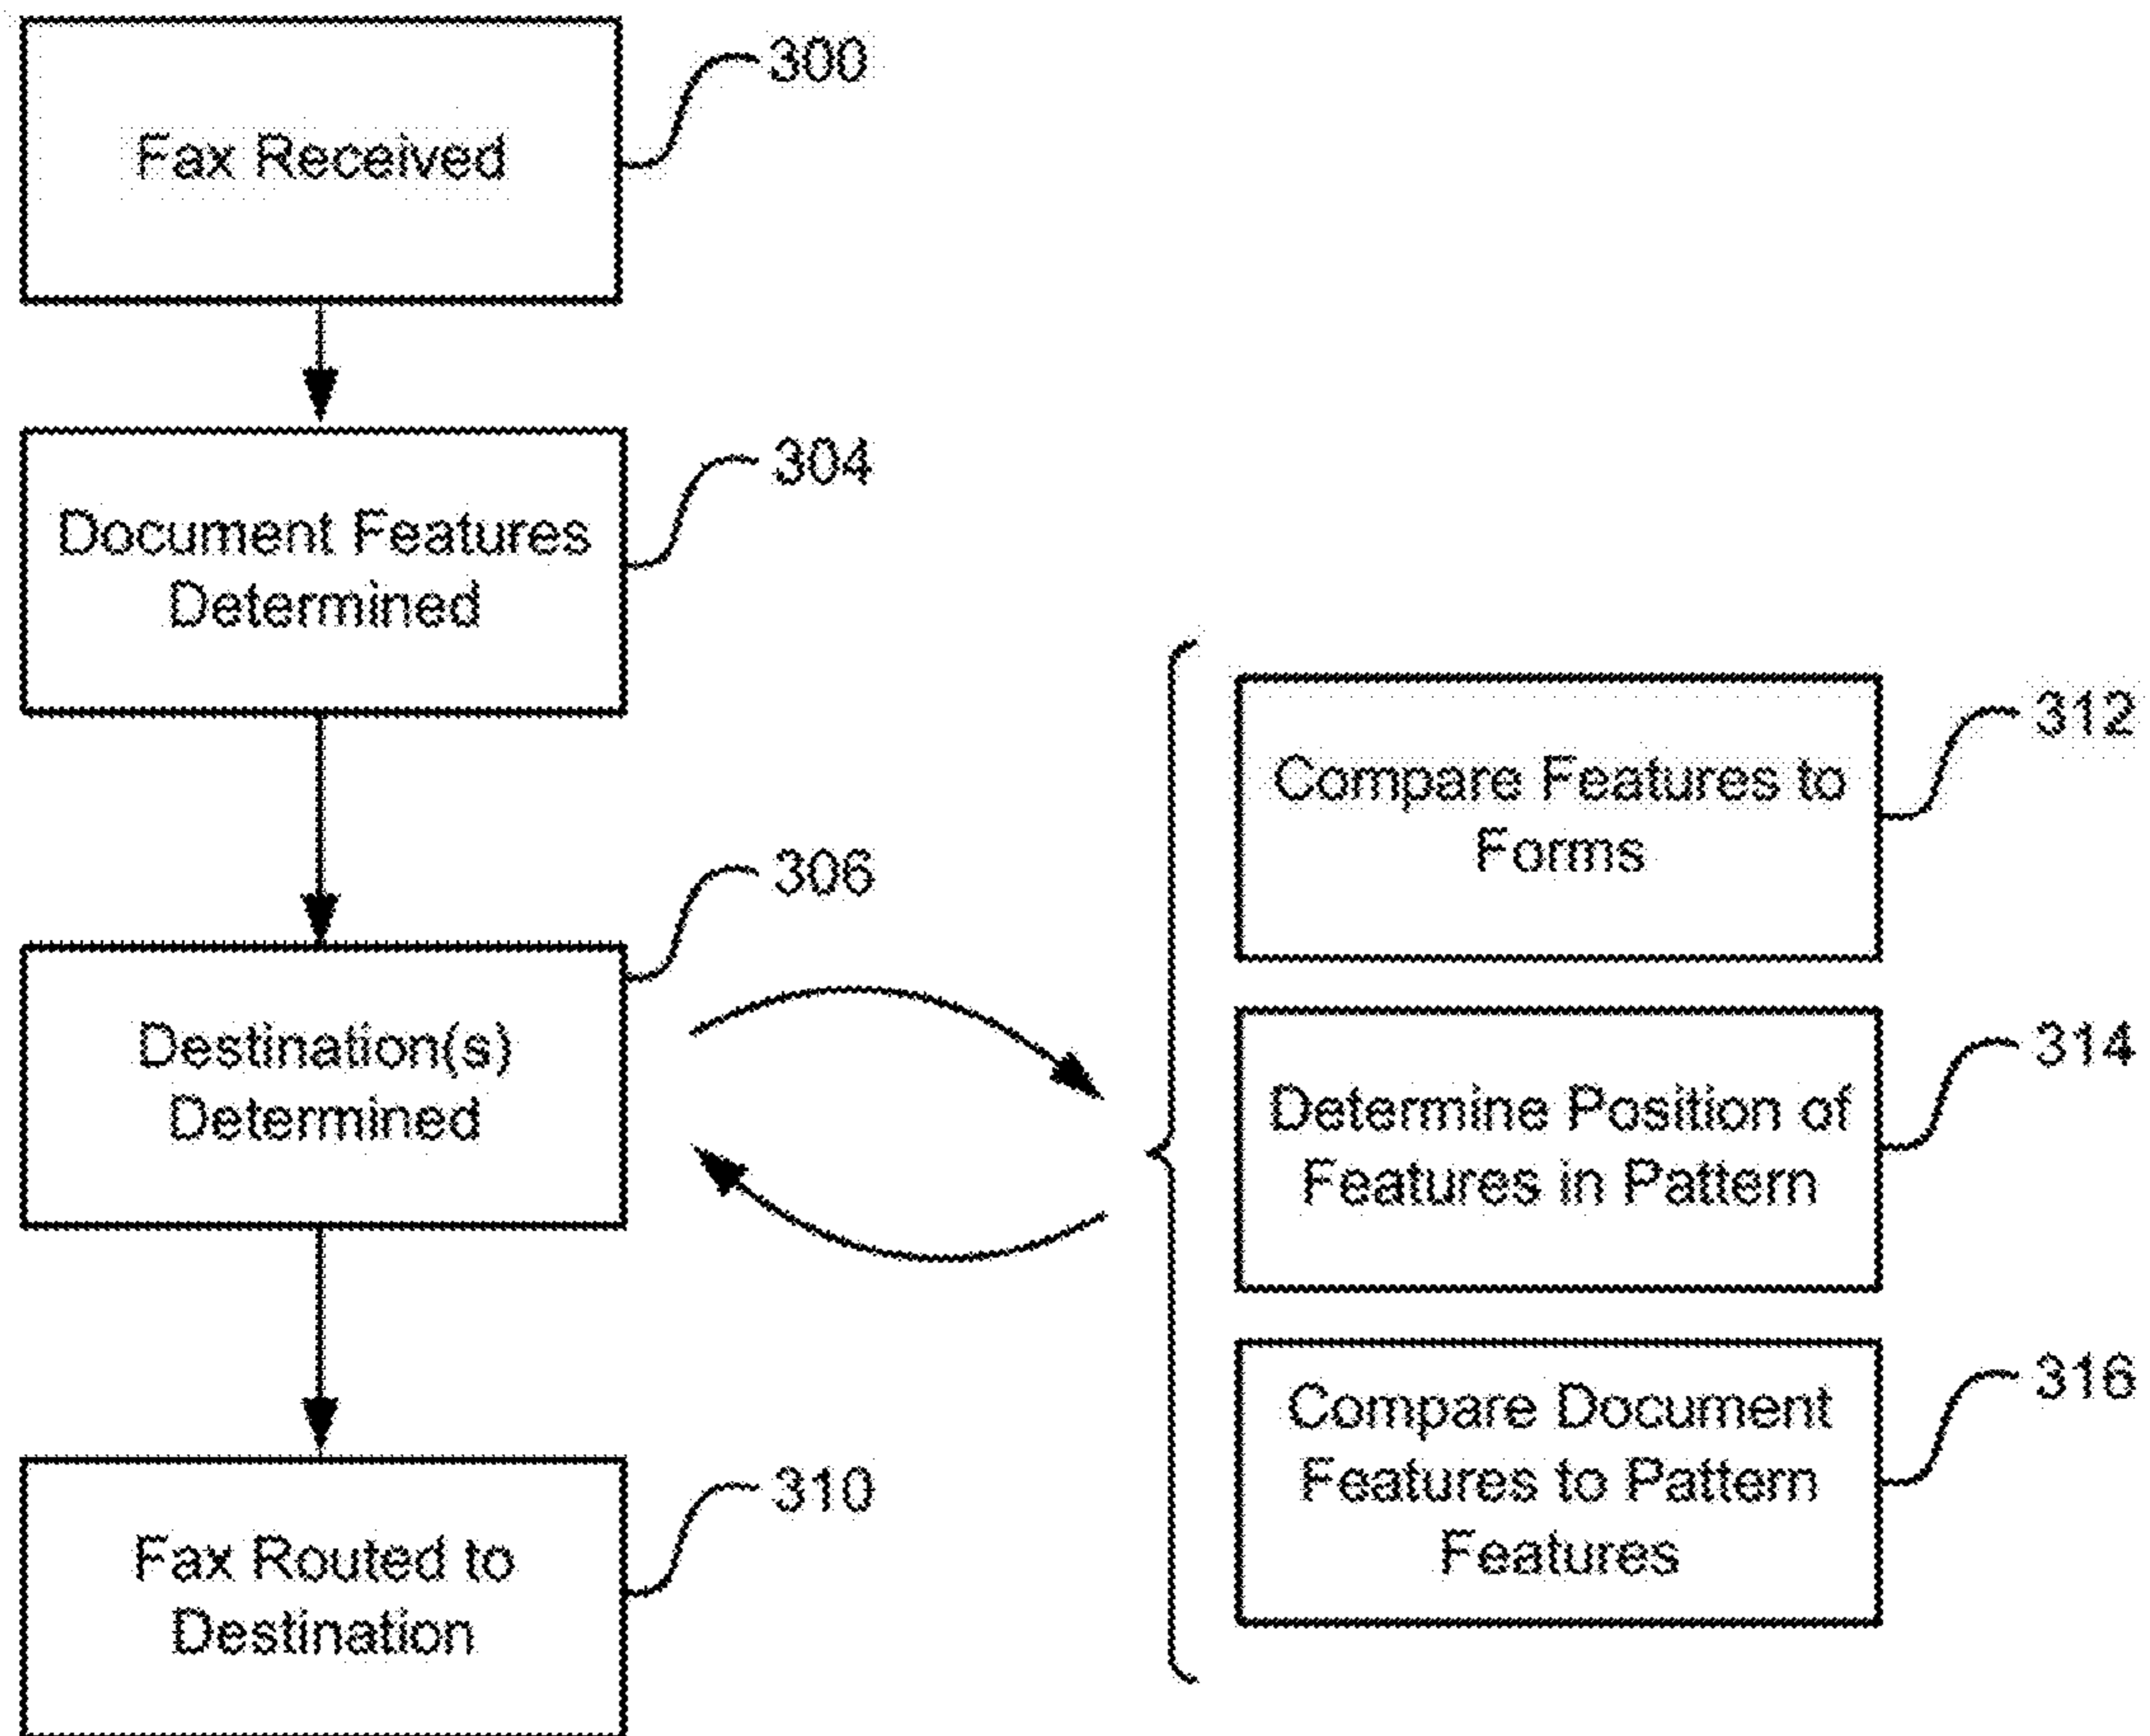 Fax Received
300
Document Features
Determined
304
Destination(s)
Determined
306
Fax Routed to
Destination
310
Compare Features to
Forms
312
Determine Position of
Features in Pattern
314
Compare Document
Features to Pattern
Features
316